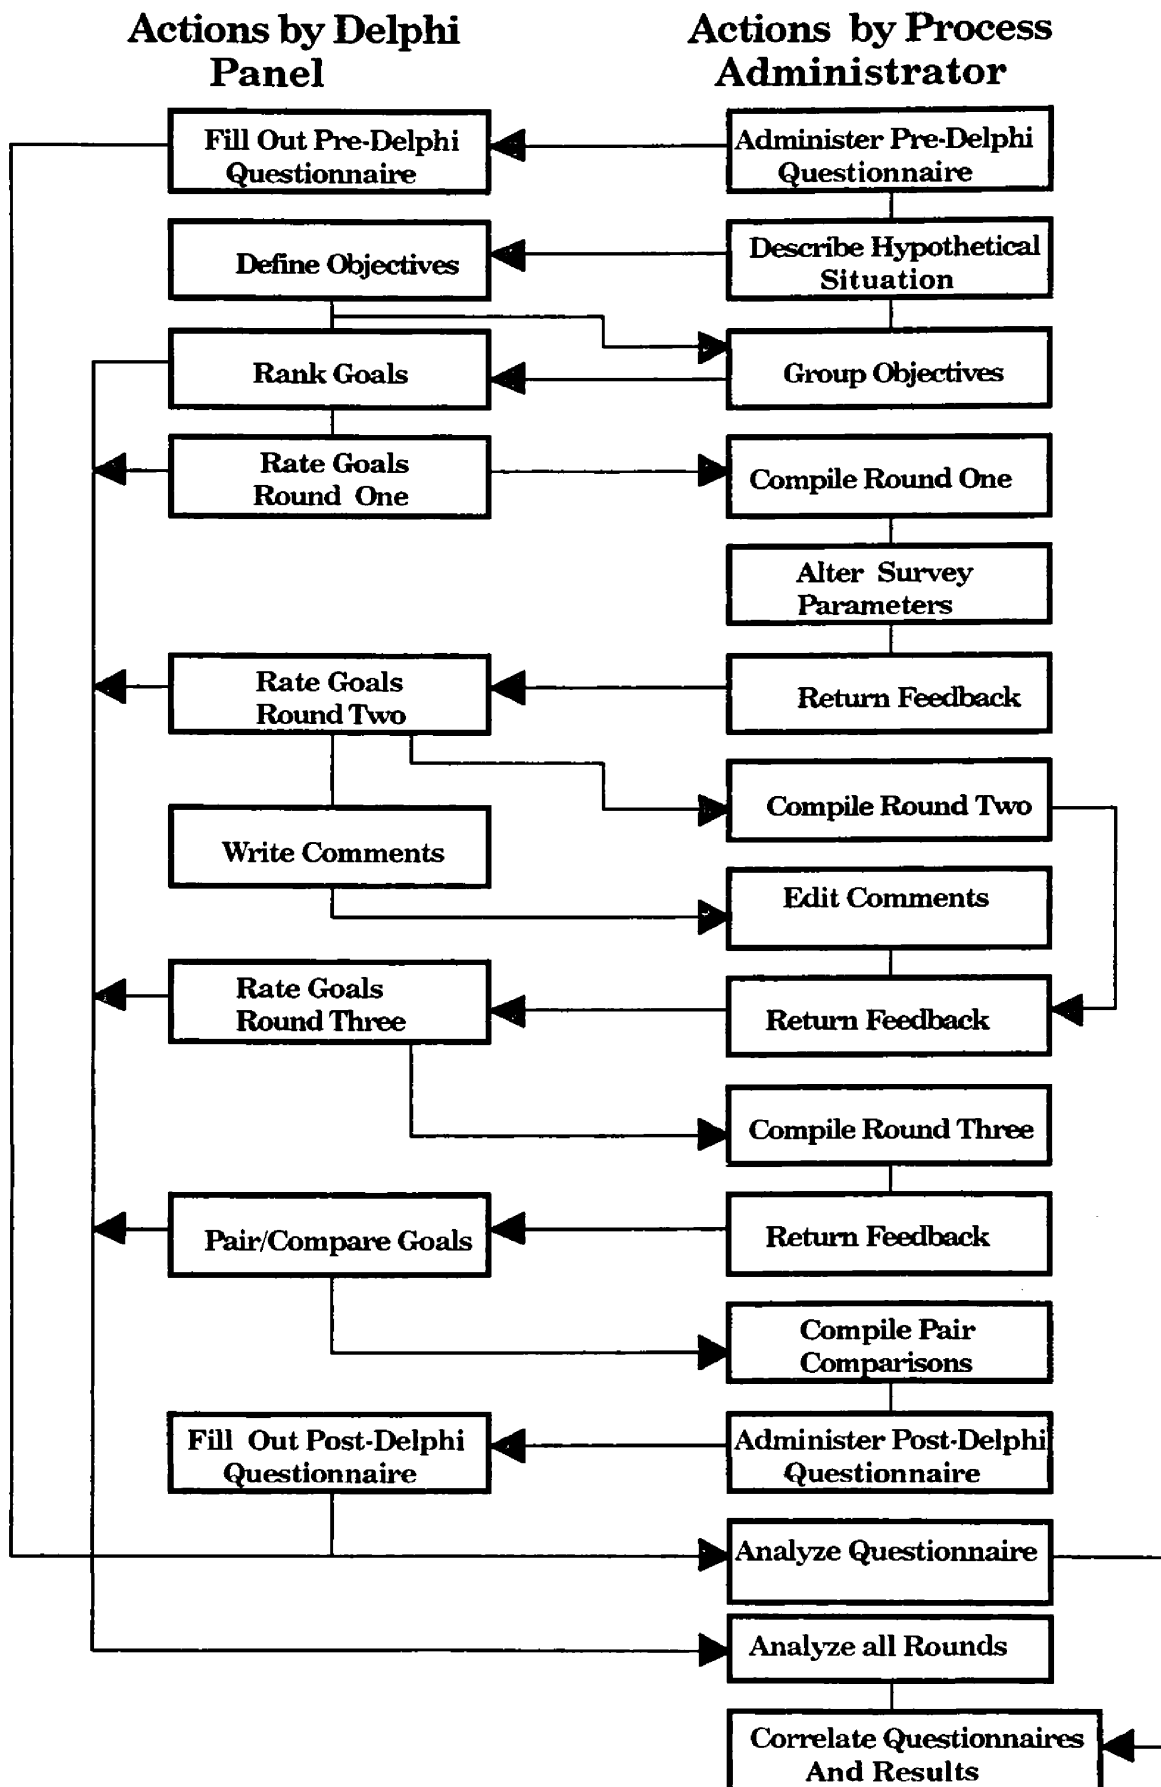 Actions by Delphi
Panel
Actions by Process
Administrator
Fill Out Pre-Delphi
Questionnaire
Administer Pre-Delphi
Questionnaire
Define Objectives
Describe Hypothetical
Situation
Rank Goals
Group Objectives
Rate Goals
Round One
Compile Round One
Alter Survey
Parameters
Rate Goals
Round Two
Return Feedback
Compile Round Two
Write Comments
Edit Comments
Rate Goals
Round Three
Return Feedback
Compile Round Three
Pair/Compare Goals
Return Feedback
Compile Pair
Comparisons
Fill Out Post-Delphi
Questionnaire
Administer Post-Delphi
Questionnaire
Analyze Questionnaire
Analyze all Rounds
Correlate Questionnaires
And Results